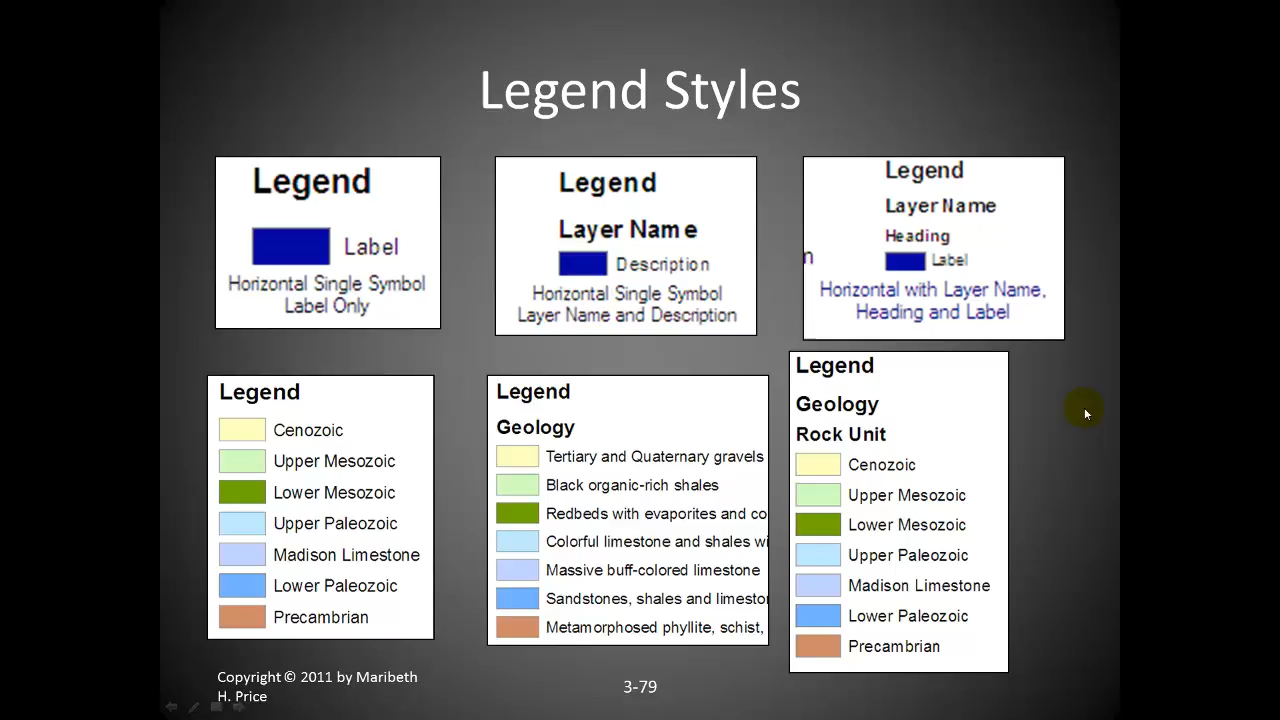 Legend Styles
Legend
Label
Horizontal Single Symbol
Label Only
Legend
Layer Name
Description
Horizontal Single Symbol
Layer Name and Description
Legend
Layer Name
Heading
n
Label
Horizontal with Layer Name,
Heading and Label
Legend
Cenozoic
Upper Mesozoic
Lower Mesozoic
Upper Paleozoic
Madison Limestone
Lower Paleozoic
Precambrian
Legend
Geology
Tertiary and Quaternary gravels
Black organic-rich shales
Redbeds with evaporites and co
Colorful limestone and shales wi
Massive buff-colored limestone
Sandstones, shales and limestor
Metamorphosed phyllite, schist,
Legend
Geology
Rock Unit
Cenozoic
Upper Mesozoic
Lower Mesozoic
Upper Paleozoic
Madison Limestone
Lower Paleozoic
Precambrian
Copyright © 2011 by Maribeth
H. Price
3-79